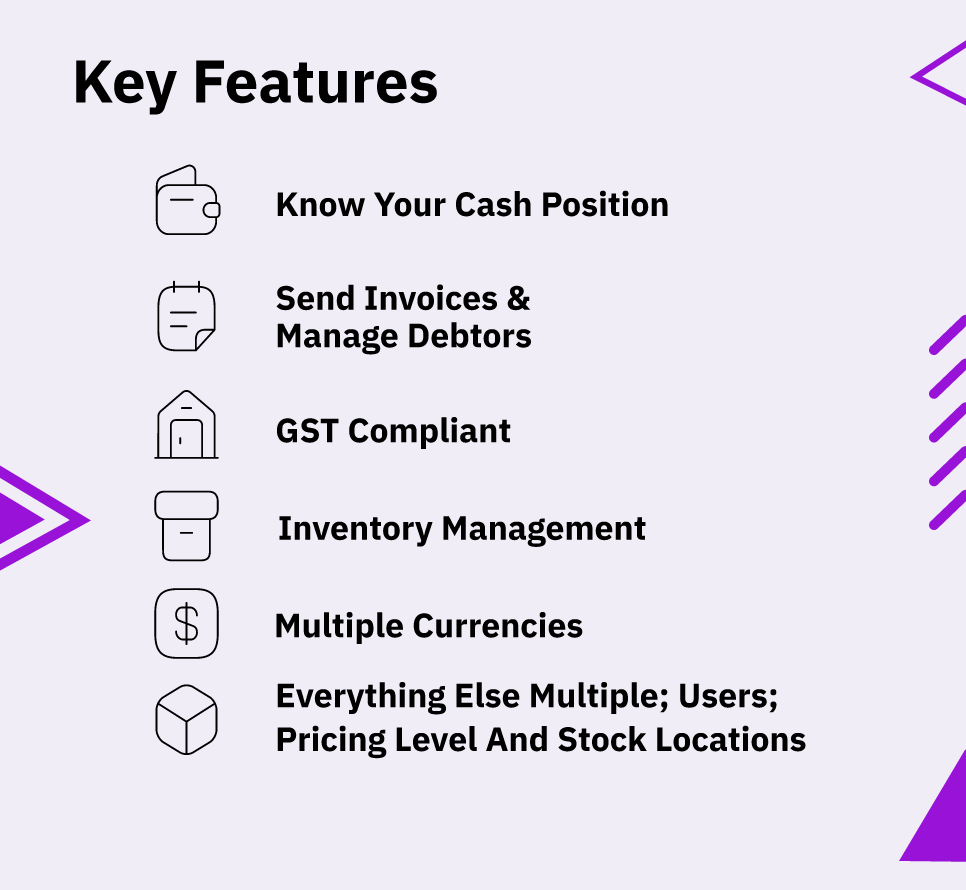 Key Features
Know Your Cash Position
Send Invoices &
Manage Debtors
GST Compliant
Inventory Management
$
Multiple Currencies
Everything Else Multiple; Users;
Pricing Level And Stock Locations